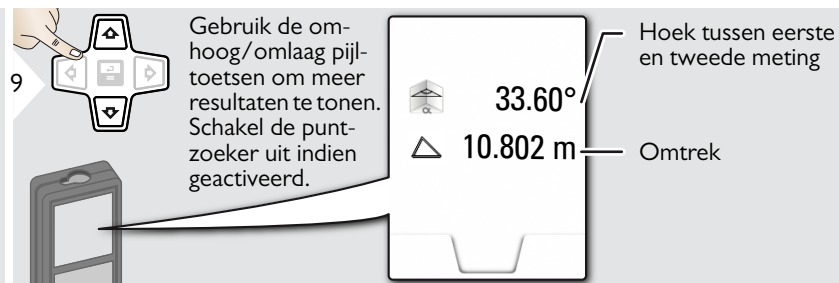 9
Gebruik de om-
hoog/omlaag pijl-
toetsen om meer
resultaten te tonen.
Schakel de punt-
zoeker uit indien
geactiveerd.
α
33.60°
10.802 m
Hoek tussen eerste
en tweede meting
Omtrek